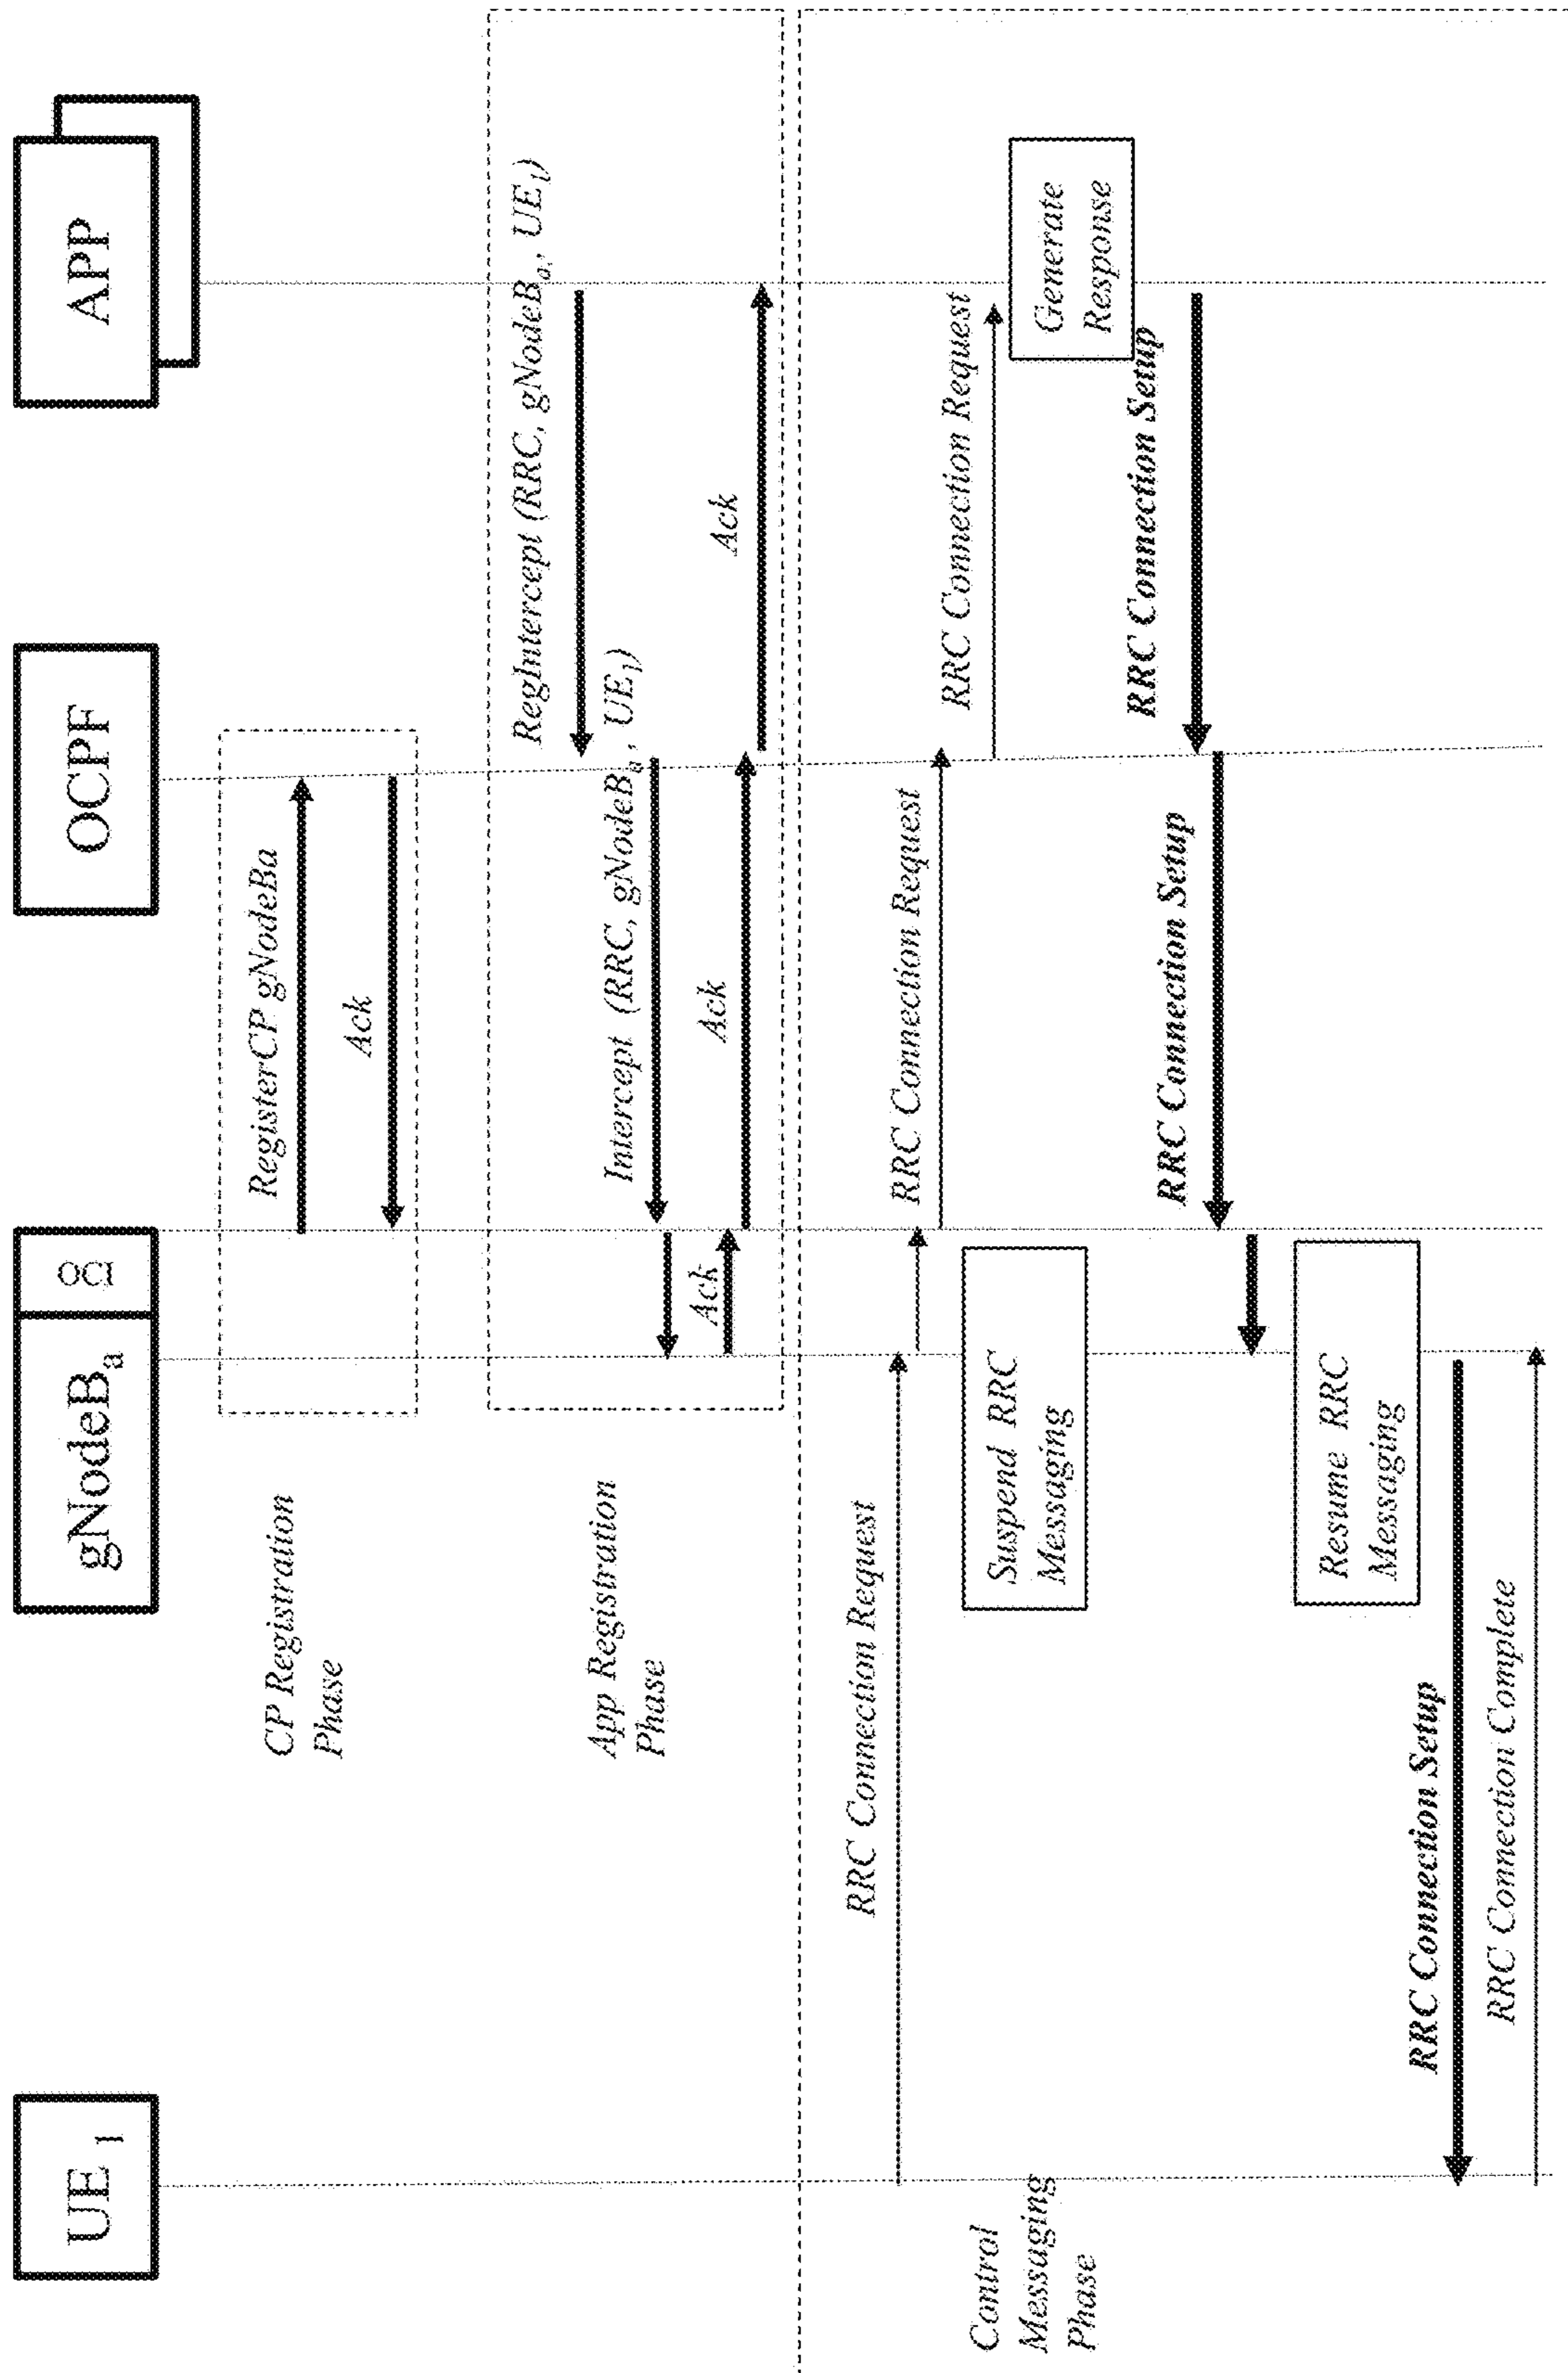 UE 1
gNodeBa
OCI
OCPF
APP
CP Registration
Phase
RegisterCP gNodeBa
Ack
App Registration
Phase
RegIntercept (RRC, gNodeBa, UE1)
Intercept (RRC, gNodeBa, UE1)
Ack
Ack
Ack
Control
Messaging
Phase
RRC Connection Request
RRC Connection Request
RRC Connection Request
Suspend RRC
Messaging
Generate
Response
RRC Connection Setup
RRC Connection Setup
Resume RRC
Messaging
RRC Connection Setup
RRC Connection Complete